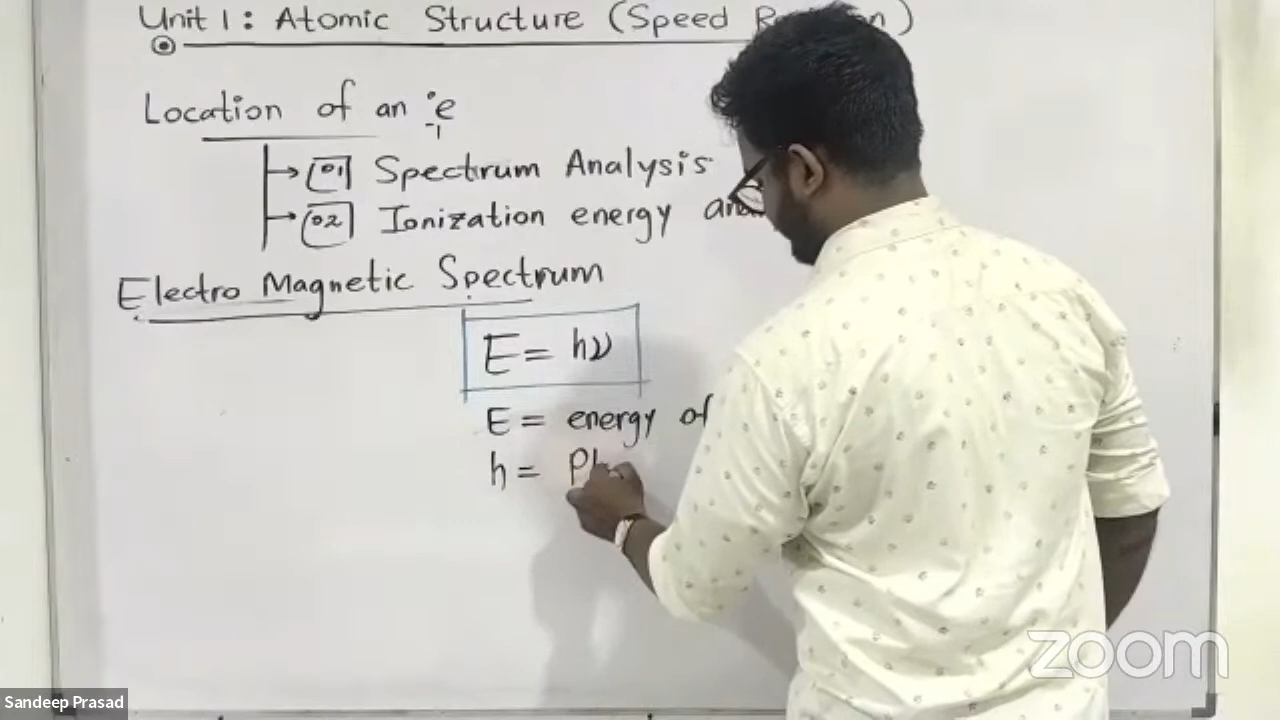 Unit 1: Atomic Structure (Speed
Location of an e
-1
01 Spectrum Analysis
02 Ionization energy
Electro Magnetic Spectrum
E = hν
E = energy of
h =
Sandeep Prasad
zoom